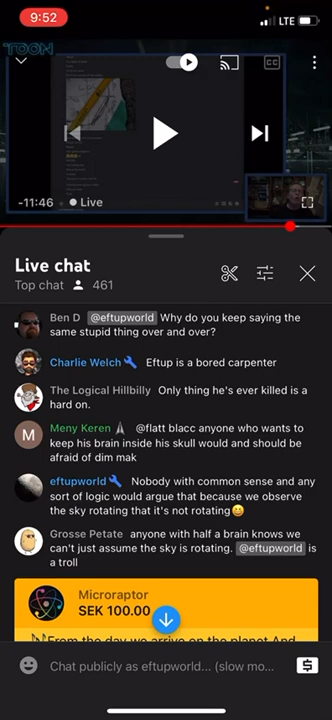 9:52
LTE
TOON
CC
-11:46 Live
Live chat
Top chat 461
Ben D @eftupworld Why do you keep saying the
same stupid thing over and over?
Charlie Welch Eftup is a bored carpenter
The Logical Hillbilly Only thing he's ever killed is a
hard on.
M Meny Keren @flatt blacc anyone who wants to
keep his brain inside his skull would and should be
afraid of dim mak
eftupworld Nobody with common sense and any
sort of logic would argue that because we observe
the sky rotating that it's not rotating😀
Grosse Petate anyone with half a brain knows we
can't just assume the sky is rotating. @eftupworld is
a troll
Microraptor
SEK 100.00
From the day we arrive on the planet And
Chat publicly as eftupworld... (slow mo...